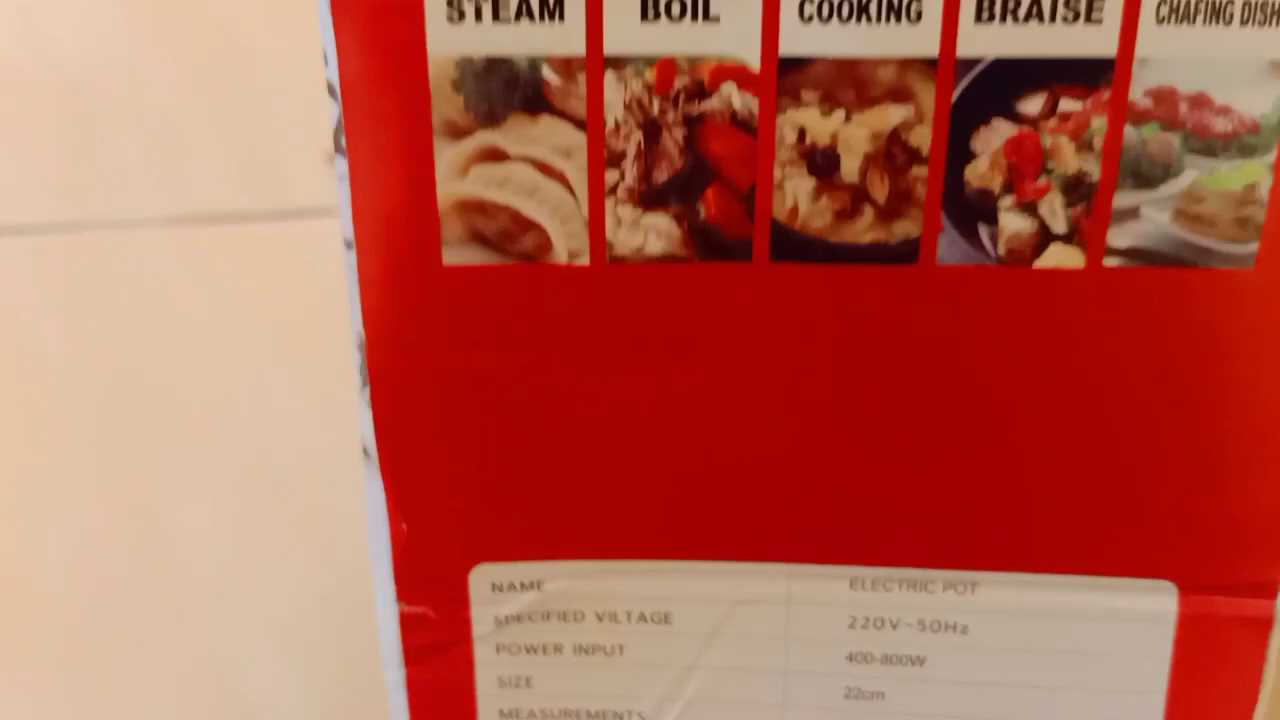 STEAM BOIL COOKING BRAISE CHAFING DISH
NAME ELECTRIC POT
SPECIFIED VILTAGE 220V~50Hz
POWER INPUT 400-800W
SIZE 22cm
MEASUREMENTS